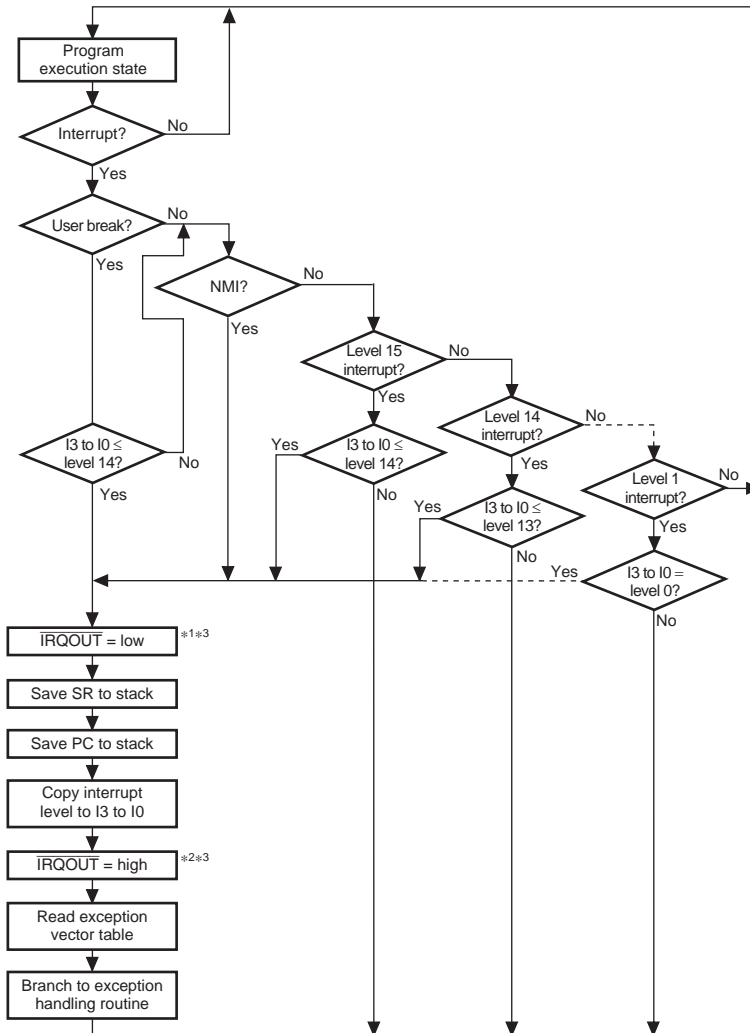 Program
execution state
Interrupt?
No
Yes
User break?
No
Yes
NMI?
No
Yes
Level 15
interrupt?
No
Yes
Level 14
interrupt?
No
Yes
Level 1
interrupt?
No
Yes
I3 to I0 ≤
level 14?
No
Yes
I3 to I0 ≤
level 14?
Yes
No
I3 to I0 ≤
level 13?
Yes
No
I3 to I0 =
level 0?
Yes
No
IRQOUT = low *1*3
Save SR to stack
Save PC to stack
Copy interrupt
level to I3 to I0
IRQOUT = high *2*3
Read exception
vector table
Branch to exception
handling routine